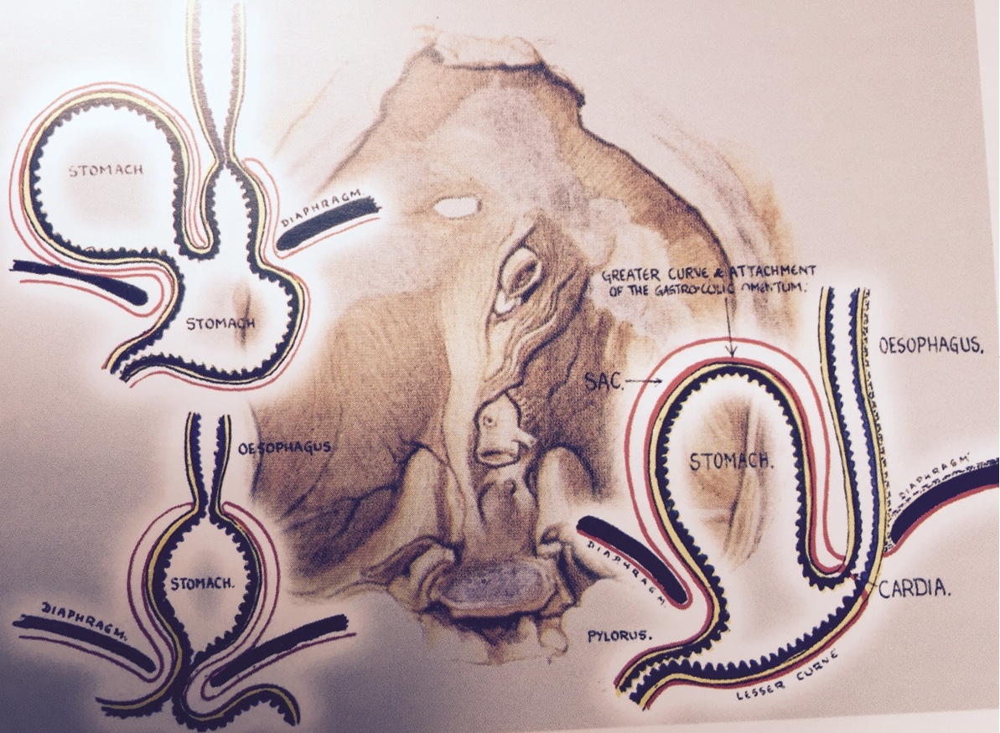 STOMACH
DIAPHRAGM.
STOMACH
OESOPHAGUS
STOMACH.
DIAPHRAGM.
GREATER CURVE & ATTACHMENT
OF THE GASTRO-COLIC OMENTUM.
OESOPHAGUS.
SAC.
STOMACH.
DIAPHRAGM
DIAPHRAGM.
CARDIA.
PYLORUS.
LESSER CURVE